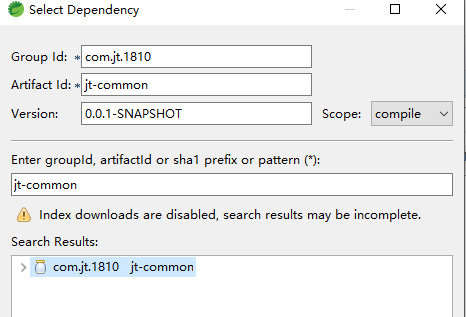 Select Dependency
Group Id: * com.jt.1810
Artifact Id: * jt-common
Version: 0.0.1-SNAPSHOT Scope: compile
Enter groupId, artifactId or sha1 prefix or pattern (*):
jt-common
Index downloads are disabled, search results may be incomplete.
Search Results:
com.jt.1810 jt-common